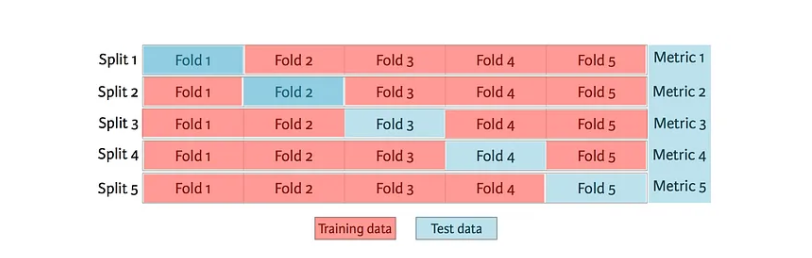 Split 1 Fold 1 Fold 2 Fold 3 Fold 4 Fold 5 Metric 1
Split 2 Fold 1 Fold 2 Fold 3 Fold 4 Fold 5 Metric 2
Split 3 Fold 1 Fold 2 Fold 3 Fold 4 Fold 5 Metric 3
Split 4 Fold 1 Fold 2 Fold 3 Fold 4 Fold 5 Metric 4
Split 5 Fold 1 Fold 2 Fold 3 Fold 4 Fold 5 Metric 5
Training data Test data